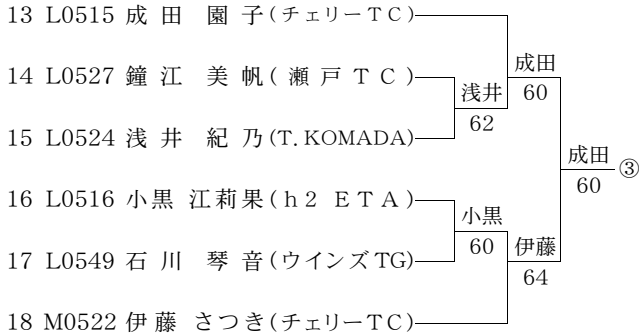 13 L0515 成田 園子(チェリーTC)
成田
14 L0527 鐘江 美帆(瀬戸TC)
60
浅井
62
15 L0524 浅井 紀乃(T.KOMADA)
成田
60
③
16 L0516 小黒 江莉果(h2 ETA)
小黒
60
伊藤
64
17 L0549 石川 琴音(ウインズTG)
18 M0522 伊藤 さつき(チェリーTC)